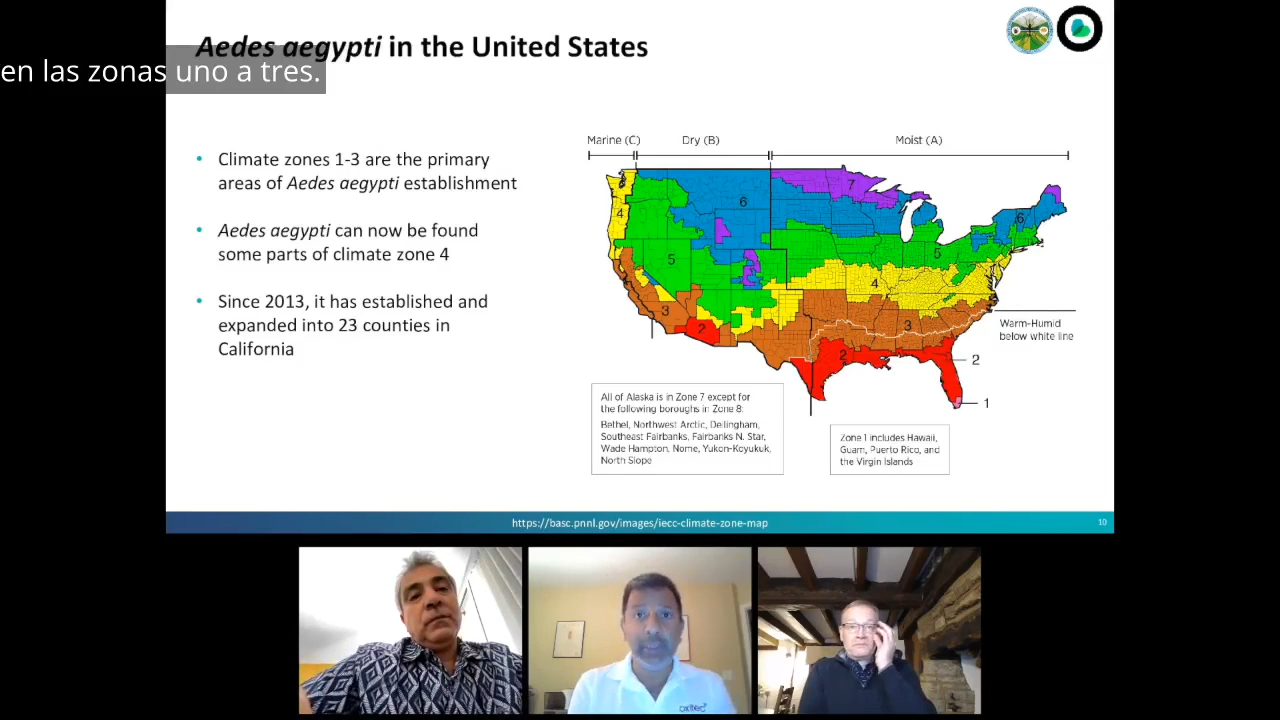 Aedes aegypti in the United States
en las zonas uno a tres.
• Climate zones 1-3 are the primary
areas of Aedes aegypti establishment
• Aedes aegypti can now be found
some parts of climate zone 4
• Since 2013, it has established and
expanded into 23 counties in
California
Marine (C)
Dry (B)
Moist (A)
7
6
6
4
5
5
4
3
3
2
2
Warm-Humid
below white line
2
1
All of Alaska is in Zone 7 except for
the following boroughs in Zone 8:
Bethel, Northwest Arctic, Dellingham,
Southeast Fairbanks, Fairbanks N. Star,
Wade Hampton, Nome, Yukon-Koyukuk,
North Slope
Zone 1 includes Hawaii,
Guam, Puerto Rico, and
the Virgin Islands
https://basc.pnnl.gov/images/iecc-climate-zone-map
10
oxitec